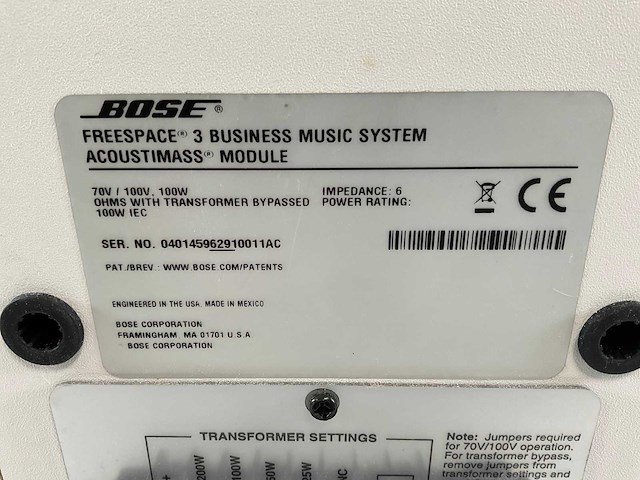 BOSE®
FREESPACE® 3 BUSINESS MUSIC SYSTEM
ACOUSTIMASS® MODULE
70V / 100V, 100W IMPEDANCE: 6
OHMS WITH TRANSFORMER BYPASSED POWER RATING:
100W IEC
CE
SER. NO. 040145962910011AC
PAT./BREV.: WWW.BOSE.COM/PATENTS
ENGINEERED IN THE USA. MADE IN MEXICO
BOSE CORPORATION
FRAMINGHAM, MA 01701 U.S.A.
BOSE CORPORATION
TRANSFORMER SETTINGS
+
200W
100W
50W
25W
NC
Note: Jumpers required
for 70V/100V operation.
For transformer bypass,
remove jumpers from
transformer settings and